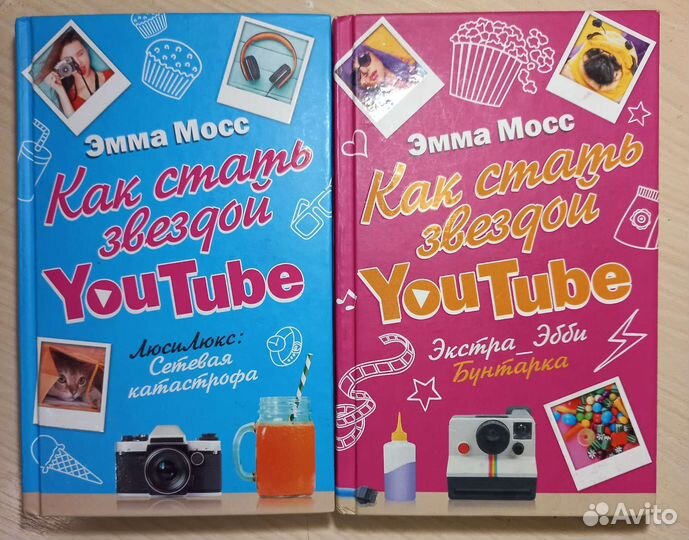 Эмма Мосс
Как стать
звездой
YouTube
ЛюсиЛюкс:
Сетевая
катастрофа
Эмма Мосс
Как стать
звездой
YouTube
Экстра_Эбби
Бунтарка
Avito